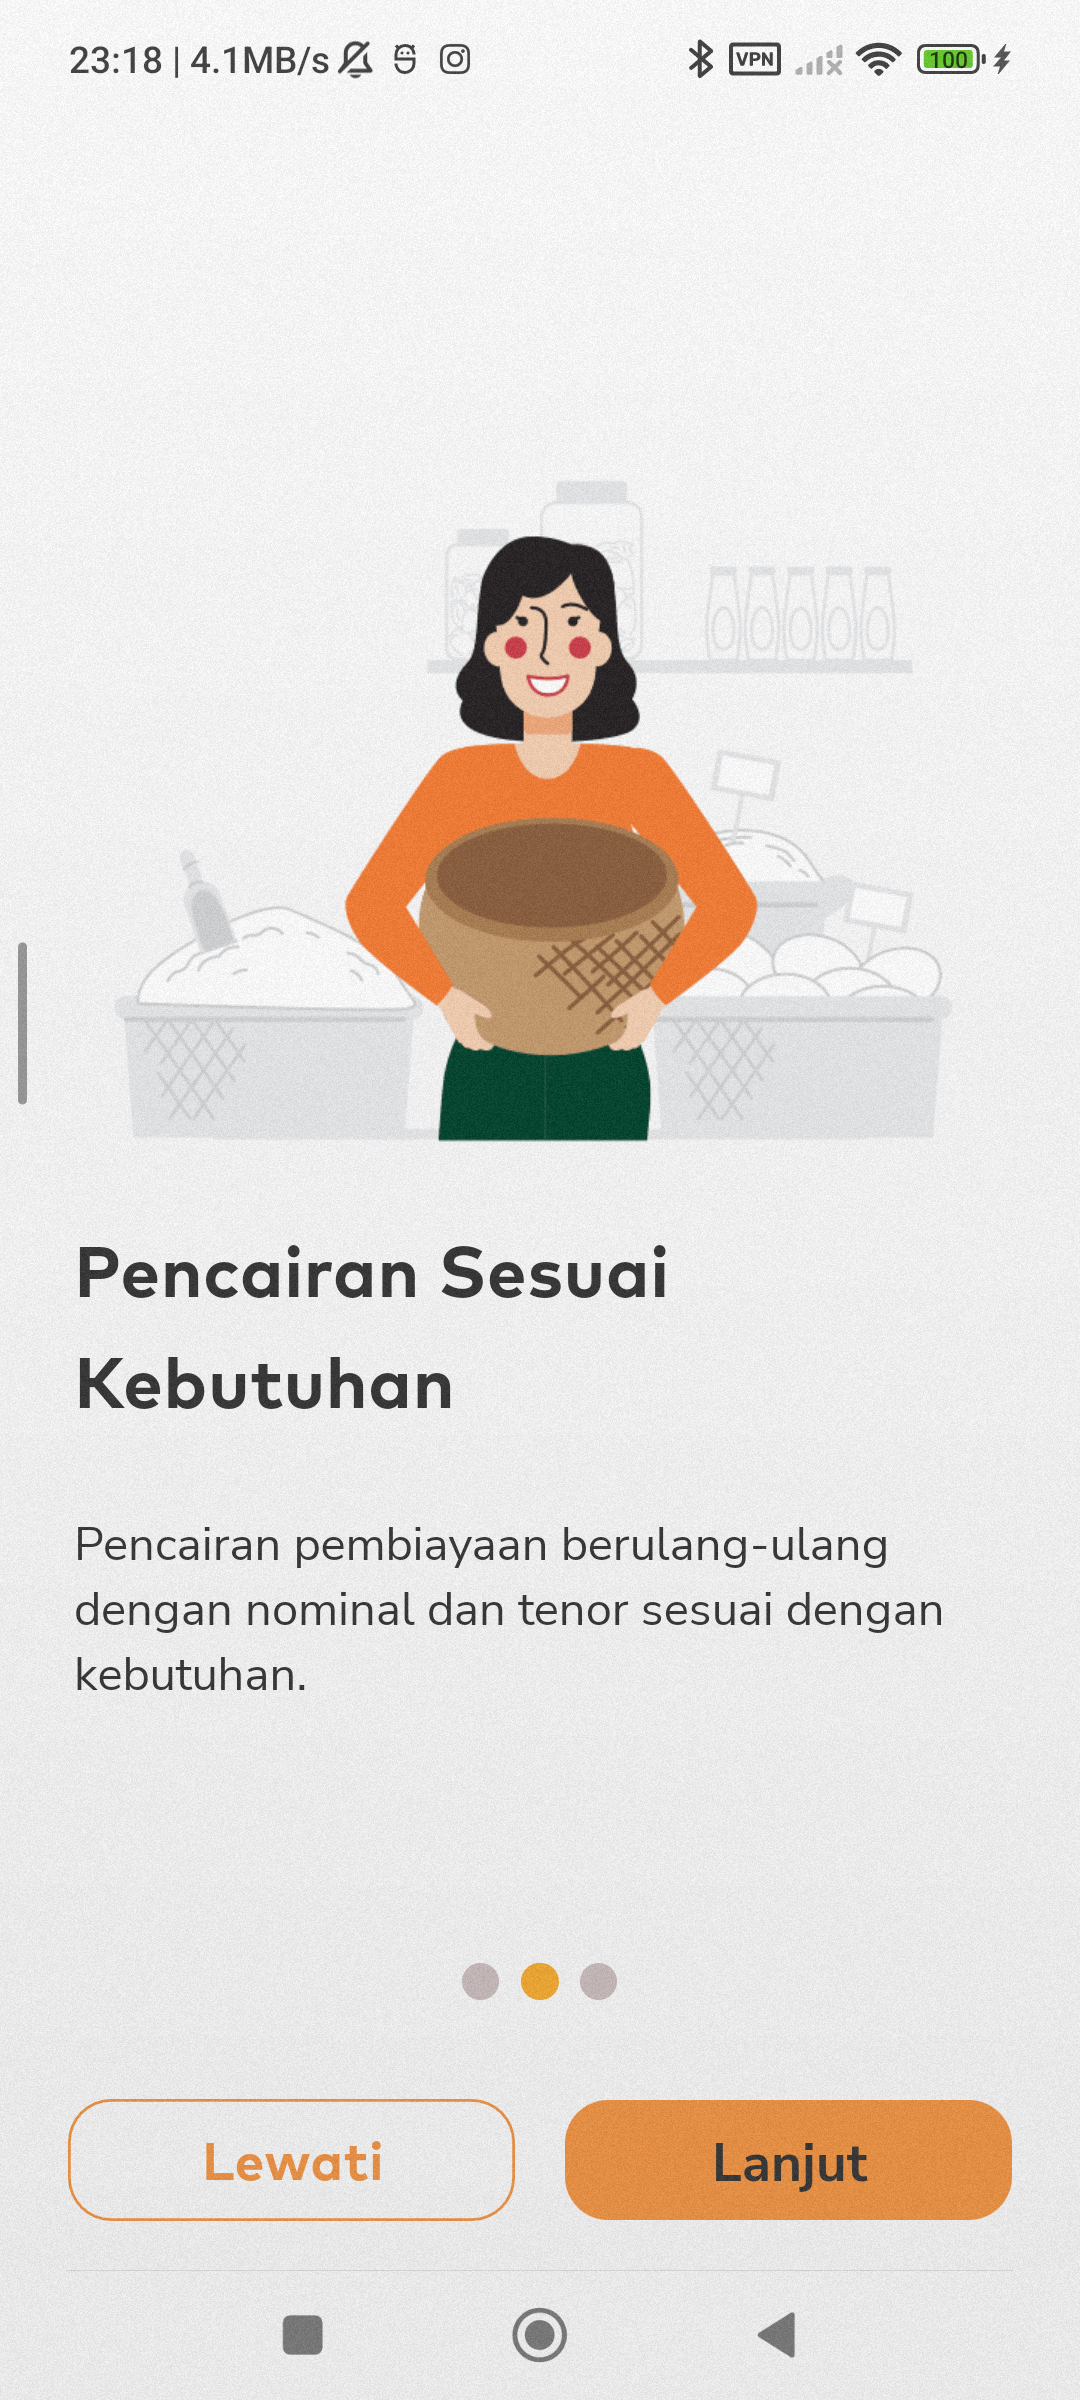 23:18 | 4.1MB/s
VPN
100
Pencairan Sesuai
Kebutuhan
Pencairan pembiayaan berulang-ulang
dengan nominal dan tenor sesuai dengan
kebutuhan.
Lewati
Lanjut